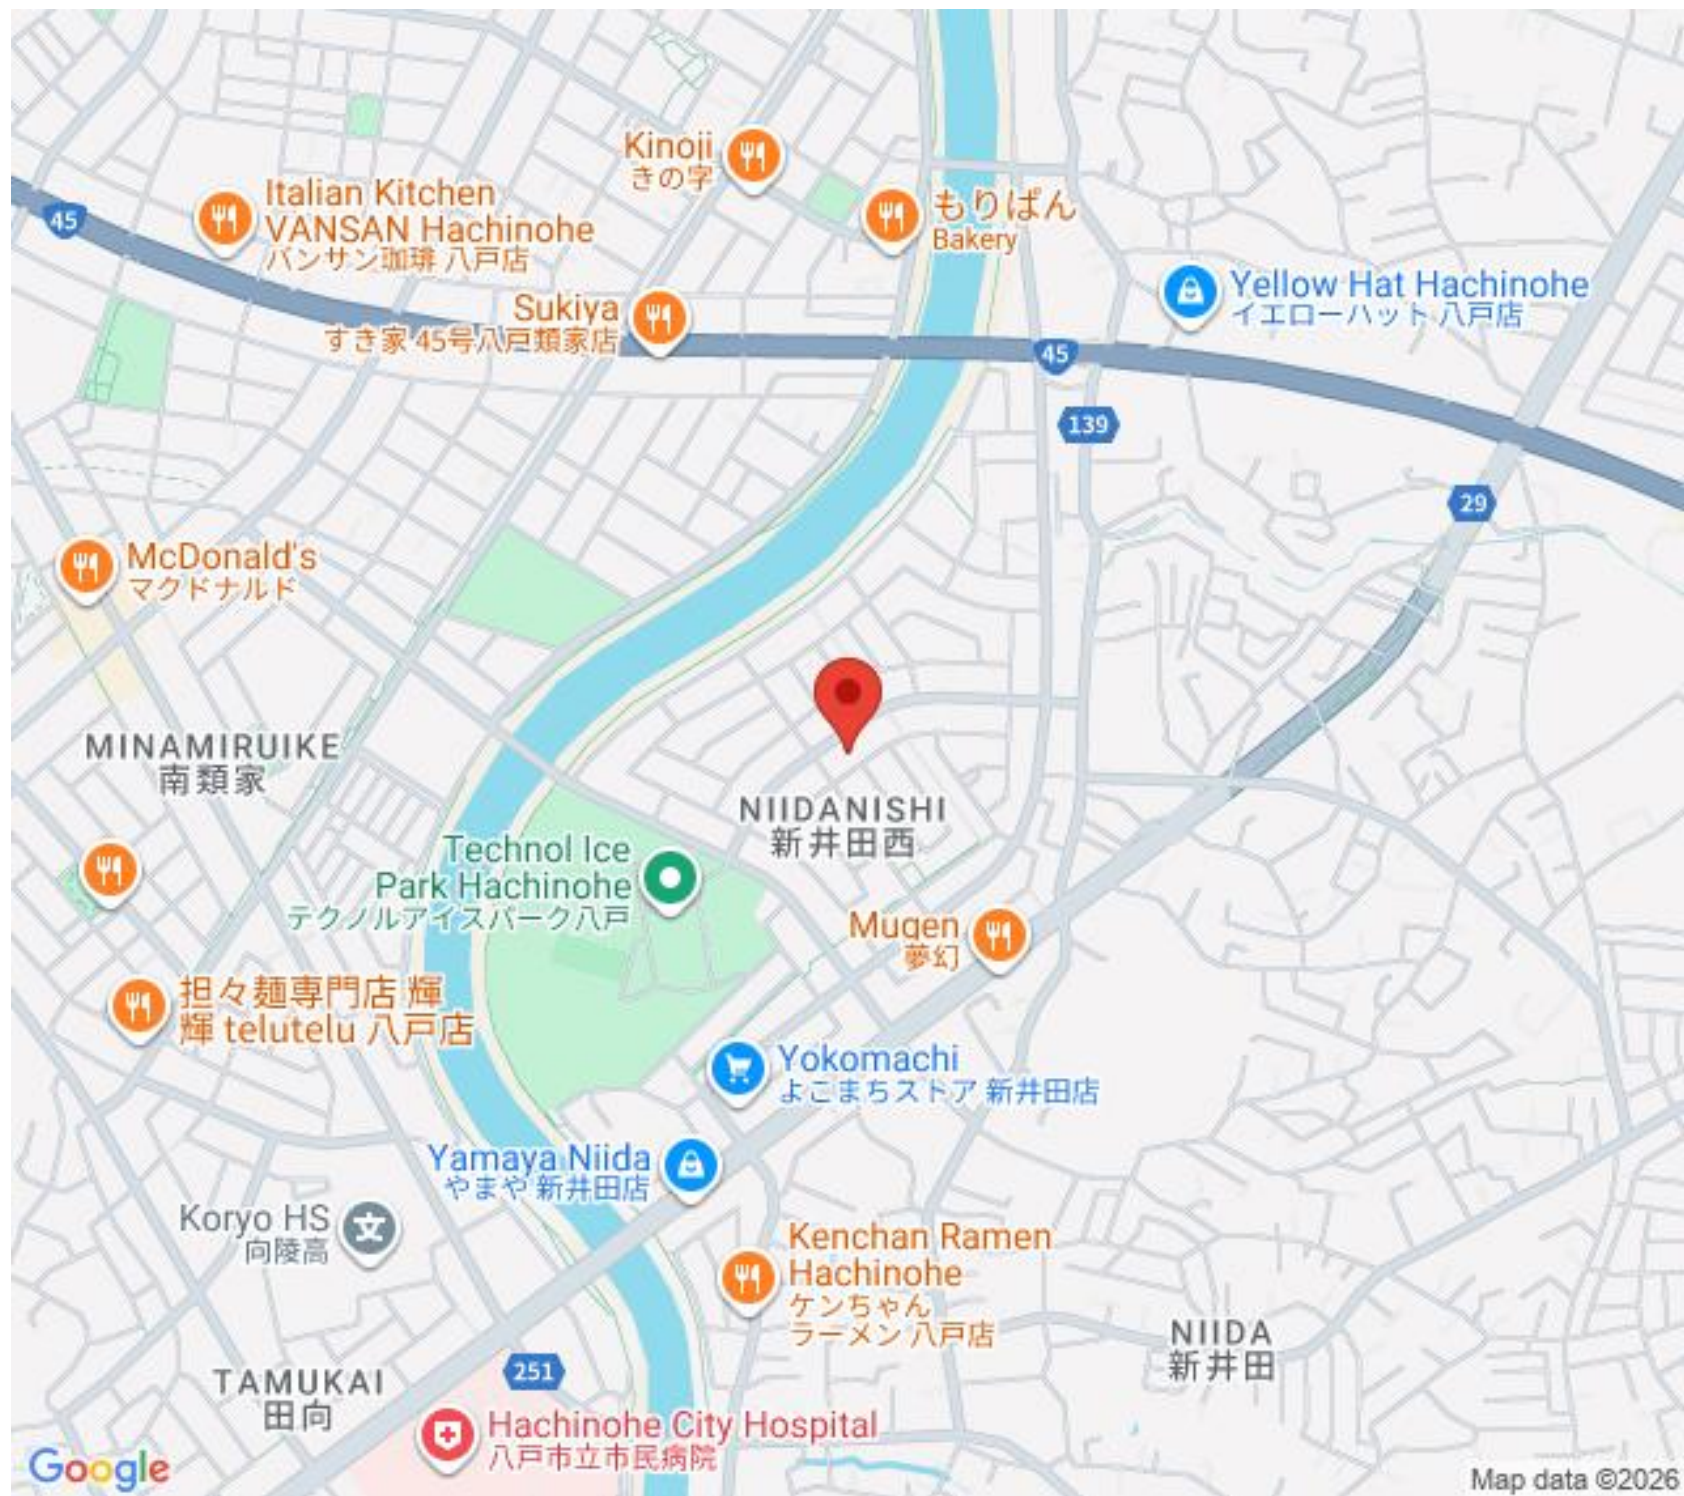 Kinoji
きの字
Italian Kitchen
VANSAN Hachinohe
バンサン珈琲 八戸店
45
もりぱん
Bakery
Yellow Hat Hachinohe
イエローハット 八戸店
Sukiya
すき家 45号八戸類家店
45
139
29
McDonald's
マクドナルド
MINAMIRUIKE
南類家
NIIDANISHI
新井田西
Technol Ice
Park Hachinohe
テクノルアイスパーク八戸
Mugen
夢幻
担々麺専門店 輝
輝 telutelu 八戸店
Yokomachi
よこまちストア 新井田店
Yamaya Niida
やまや 新井田店
Koryo HS
向陵高
文
Kenchan Ramen
Hachinohe
ケンちゃん
ラーメン 八戸店
NIIDA
新井田
TAMUKAI
田向
251
Hachinohe City Hospital
八戸市立市民病院
Google
Map data ©2026